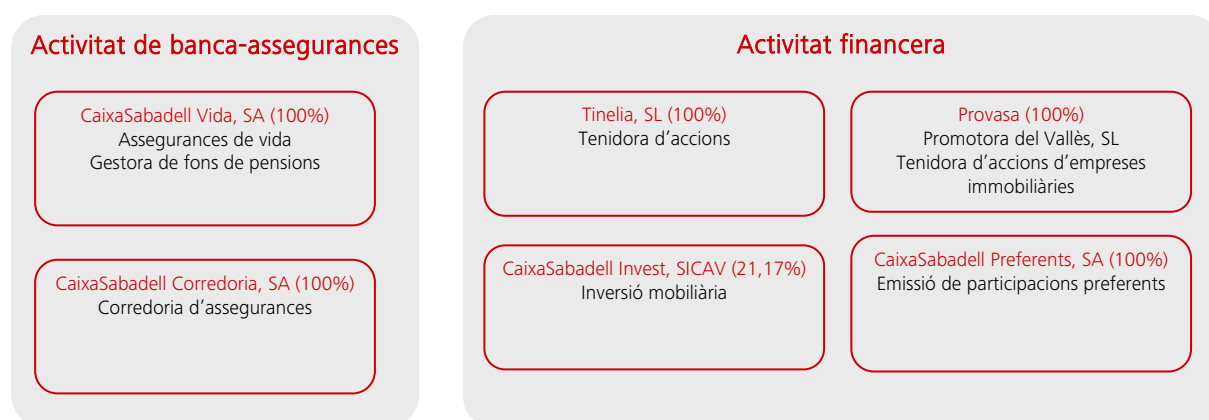 Activitat de banca-assegurances
CaixaSabadell Vida, SA (100%)
Assegurances de vida
Gestora de fons de pensions
CaixaSabadell Corredoria, SA (100%)
Corredoria d’assegurances
Activitat financera
Tinelia, SL (100%)
Tenidora d’accions
Provasa (100%)
Promotora del Vallès, SL
Tenidora d’accions d’empreses
immobiliàries
CaixaSabadell Invest, SICAV (21,17%)
Inversió mobiliària
CaixaSabadell Preferents, SA (100%)
Emissió de participacions preferents